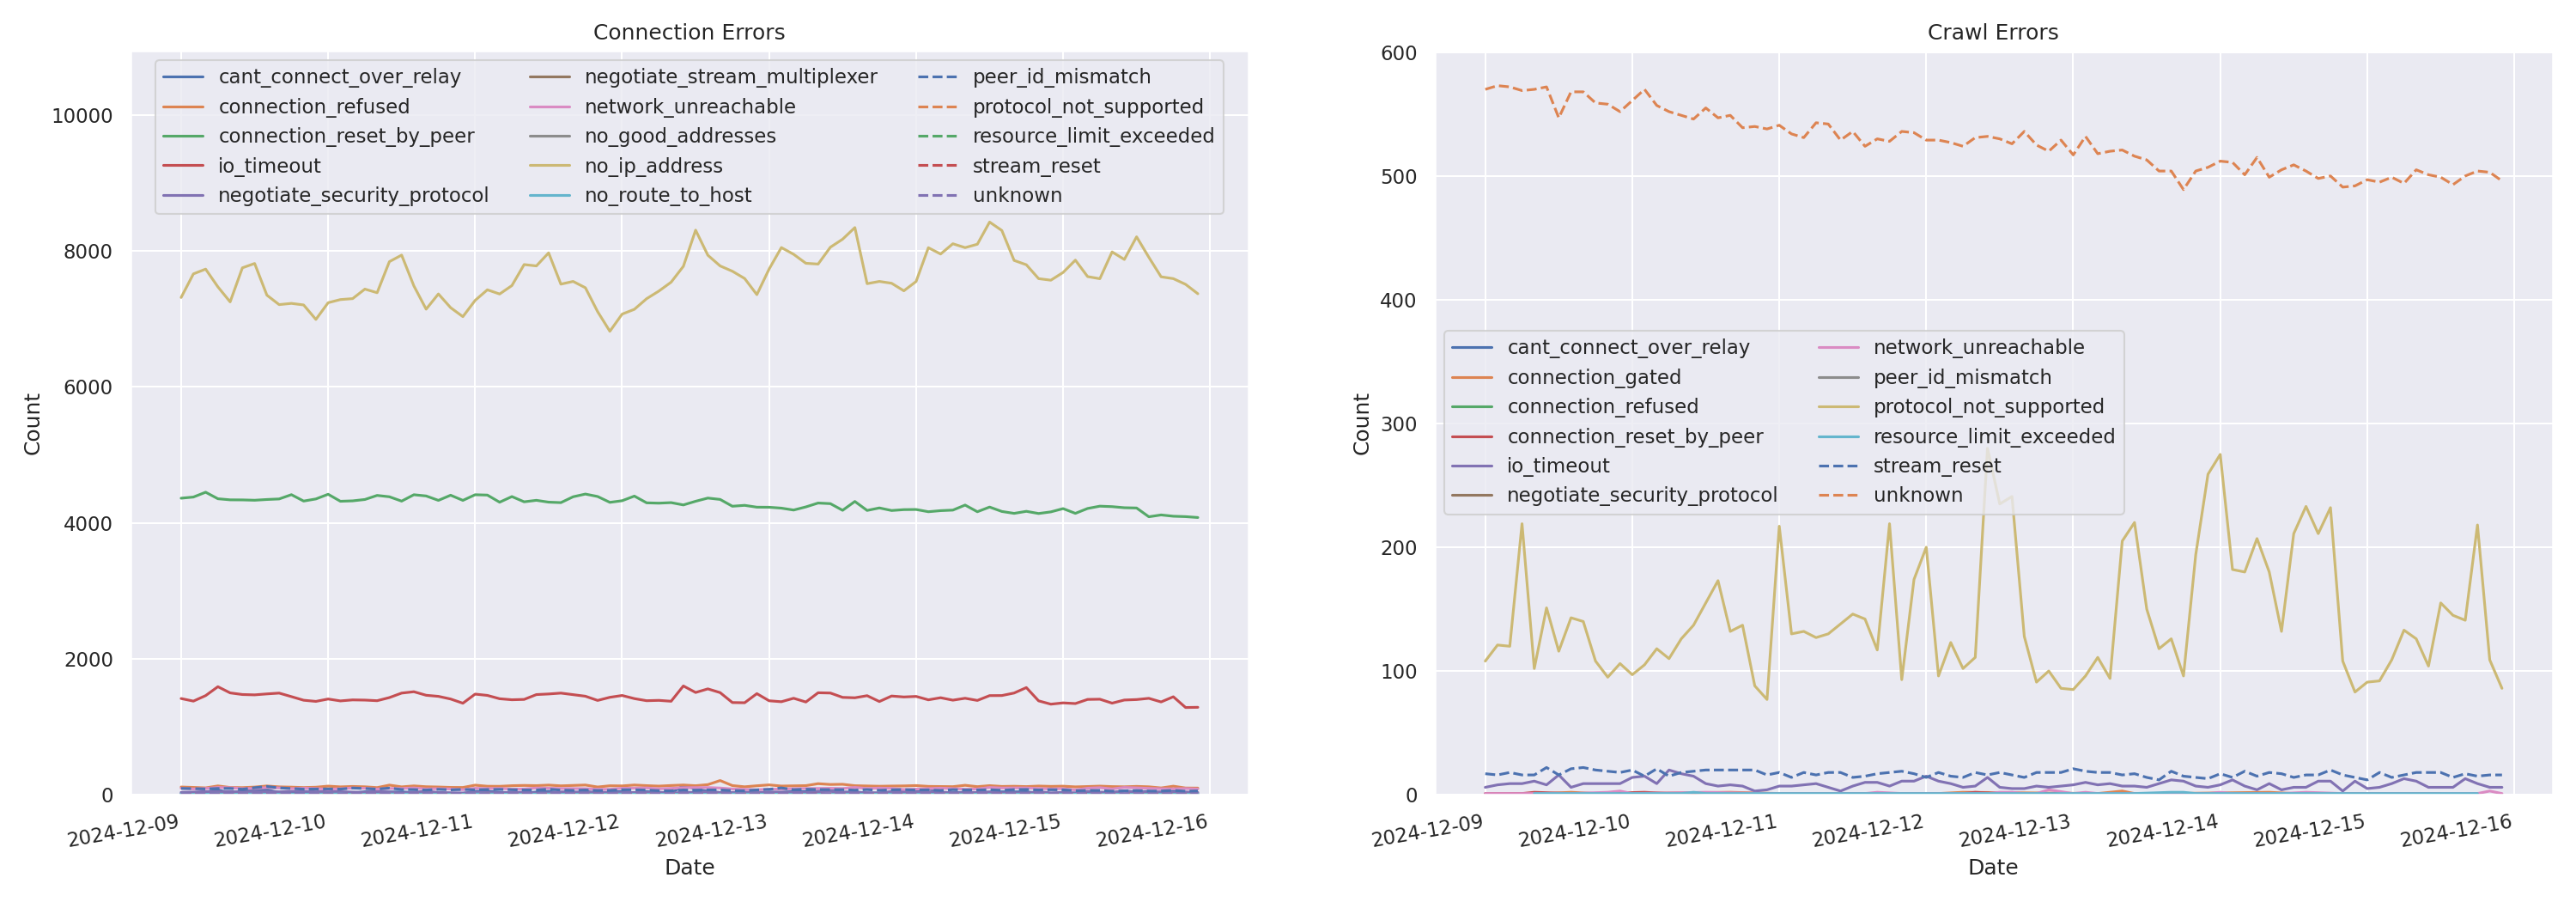 Connection Errors
cant_connect_over_relay
connection_refused
connection_reset_by_peer
io_timeout
negotiate_security_protocol
negotiate_stream_multiplexer
network_unreachable
no_good_addresses
no_ip_address
no_route_to_host
peer_id_mismatch
protocol_not_supported
resource_limit_exceeded
stream_reset
unknown
10000
8000
6000
4000
2000
0
Count
2024-12-09
2024-12-10
2024-12-11
2024-12-12
2024-12-13
2024-12-14
2024-12-15
2024-12-16
Date
Crawl Errors
600
500
400
300
200
100
0
Count
cant_connect_over_relay
connection_gated
connection_refused
connection_reset_by_peer
io_timeout
negotiate_security_protocol
network_unreachable
peer_id_mismatch
protocol_not_supported
resource_limit_exceeded
stream_reset
unknown
2024-12-09
2024-12-10
2024-12-11
2024-12-12
2024-12-13
2024-12-14
2024-12-15
2024-12-16
Date